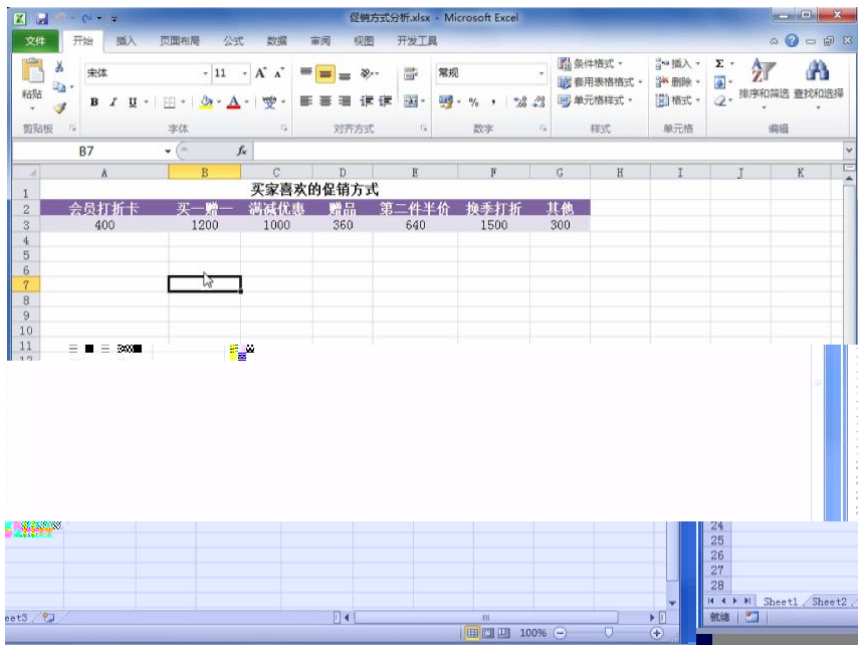 促销方式分析.xlsx - Microsoft Excel
文件 开始 插入 页面布局 公式 数据 审阅 视图 开发工具
宋体 11 A A 常规 条件格式 插入 Σ
粘贴 套用表格格式 删除 排序和筛选 查找和选择
B I U A 变 % , 单元格样式 格式
剪贴板 字体 对齐方式 数字 样式 单元格 编辑
B7 fx
A B C D E F G H I J K
1 买家喜欢的促销方式
2 会员打折卡 买一赠一 满减优惠 赠品 第二件半价 换季打折 其他
3 400 1200 1000 360 640 1500 300
4
5
6
7
8
9
10
11
24
25
26
27
28
Sheet1 Sheet2
eet3
就绪
100%